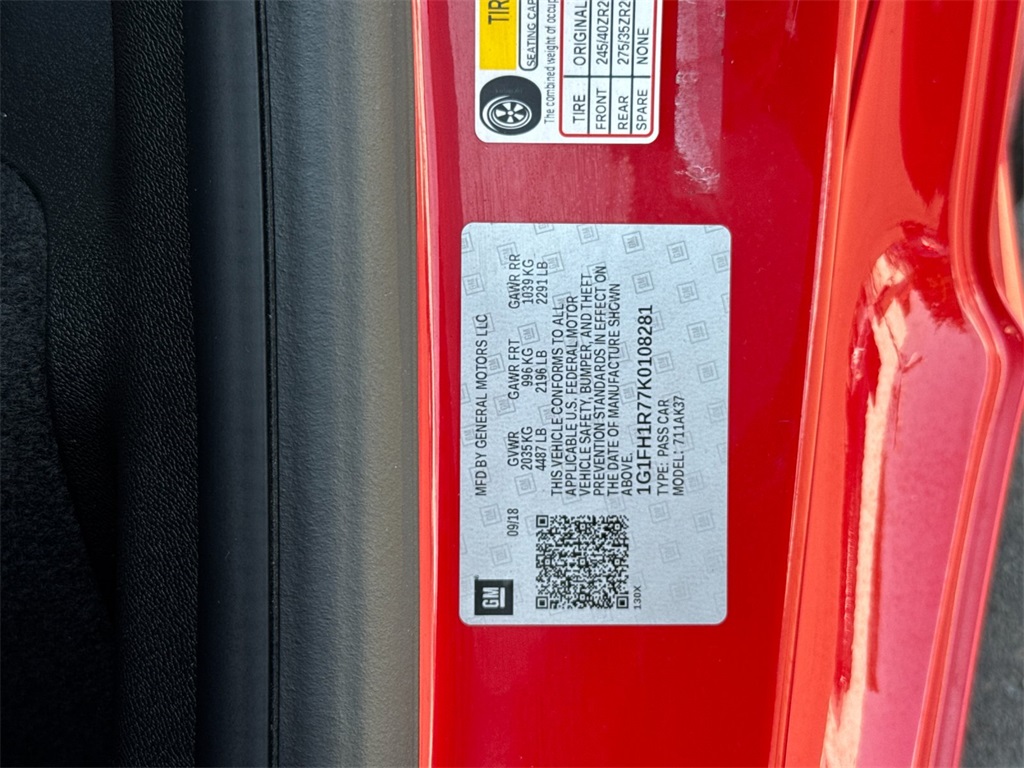 GM
09/18
MFD BY GENERAL MOTORS LLC
GVWR GAWR FRT GAWR RR
2035 KG 996 KG 1039 KG
4487 LB 2196 LB 2291 LB
THIS VEHICLE CONFORMS TO ALL
APPLICABLE U.S. FEDERAL MOTOR
VEHICLE SAFETY, BUMPER, AND THEFT
PREVENTION STANDARDS IN EFFECT ON
THE DATE OF MANUFACTURE SHOWN
ABOVE.
1G1FH1R77K0108281
TYPE: PASS CAR
MODEL: 711AK37
130X
TIR
SEATING CAP
The combined weight of occup
TIRE ORIGINAL
FRONT 245/40ZR2
REAR 275/35ZR2
SPARE NONE